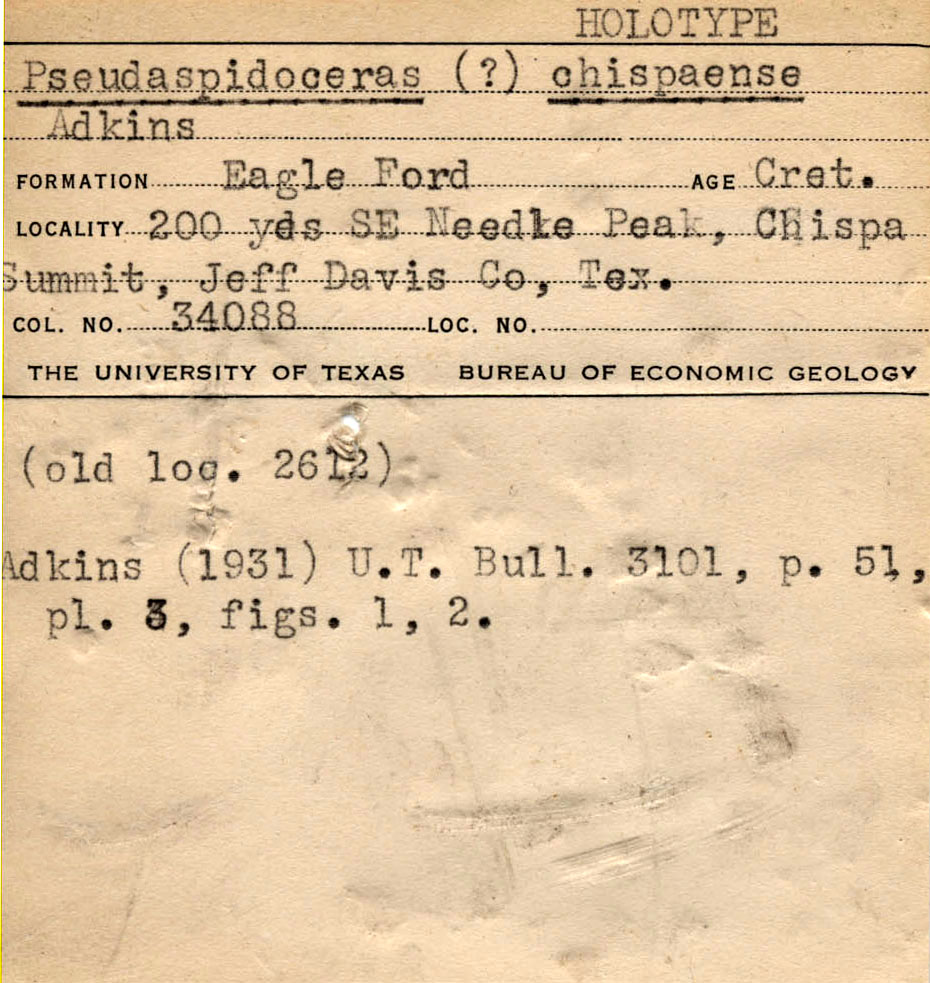 HOLOTYPE
Pseudaspidoceras (?) chispaense
Adkins
FORMATION Eagle Ford AGE Cret.
LOCALITY 200 yds SE Needle Peak, Chispa
Summit, Jeff Davis Co, Tex.
COL. NO. 34088 LOC. NO.
THE UNIVERSITY OF TEXAS BUREAU OF ECONOMIC GEOLOGY
(old loc. 2612)
Adkins (1931) U.T. Bull. 3101, p. 51,
pl. 3, figs. 1, 2.